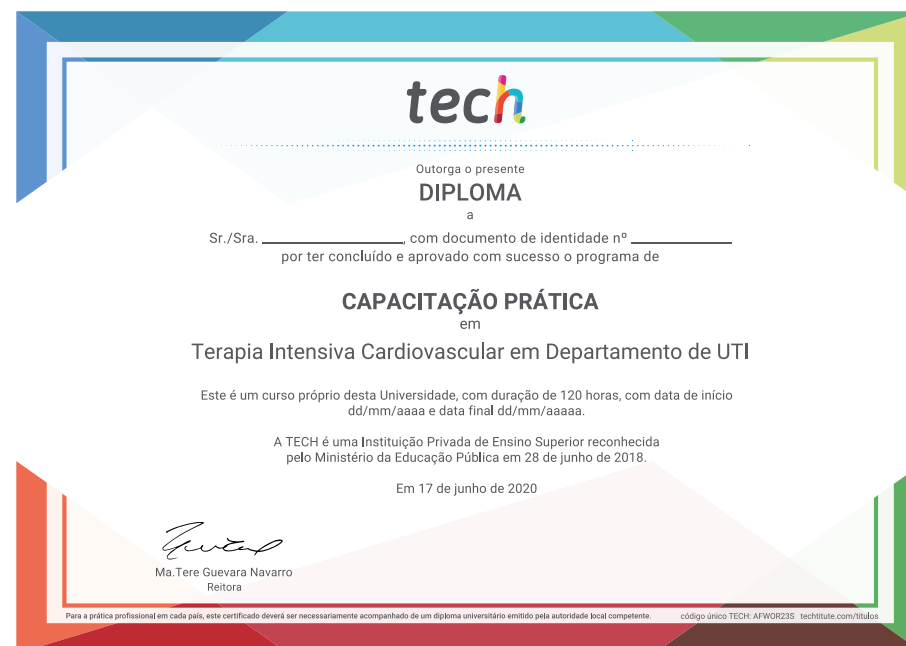 tech
Outorga o presente
DIPLOMA
a
Sr./Sra. _________________, com documento de identidade nº _____________
por ter concluído e aprovado com sucesso o programa de
CAPACITAÇÃO PRÁTICA
em
Terapia Intensiva Cardiovascular em Departamento de UTI
Este é um curso próprio desta Universidade, com duração de 120 horas, com data de início
dd/mm/aaaa e data final dd/mm/aaaaa.
A TECH é uma Instituição Privada de Ensino Superior reconhecida
pelo Ministério da Educação Pública em 28 de junho de 2018.
Em 17 de junho de 2020
Ma.Tere Guevara Navarro
Reitora
Para a prática profissional em cada país, este certificado deverá ser necessariamente acompanhado de um diploma universitário emitido pela autoridade local competente. código único TECH: AFWOR23S techtitute.com/titulos